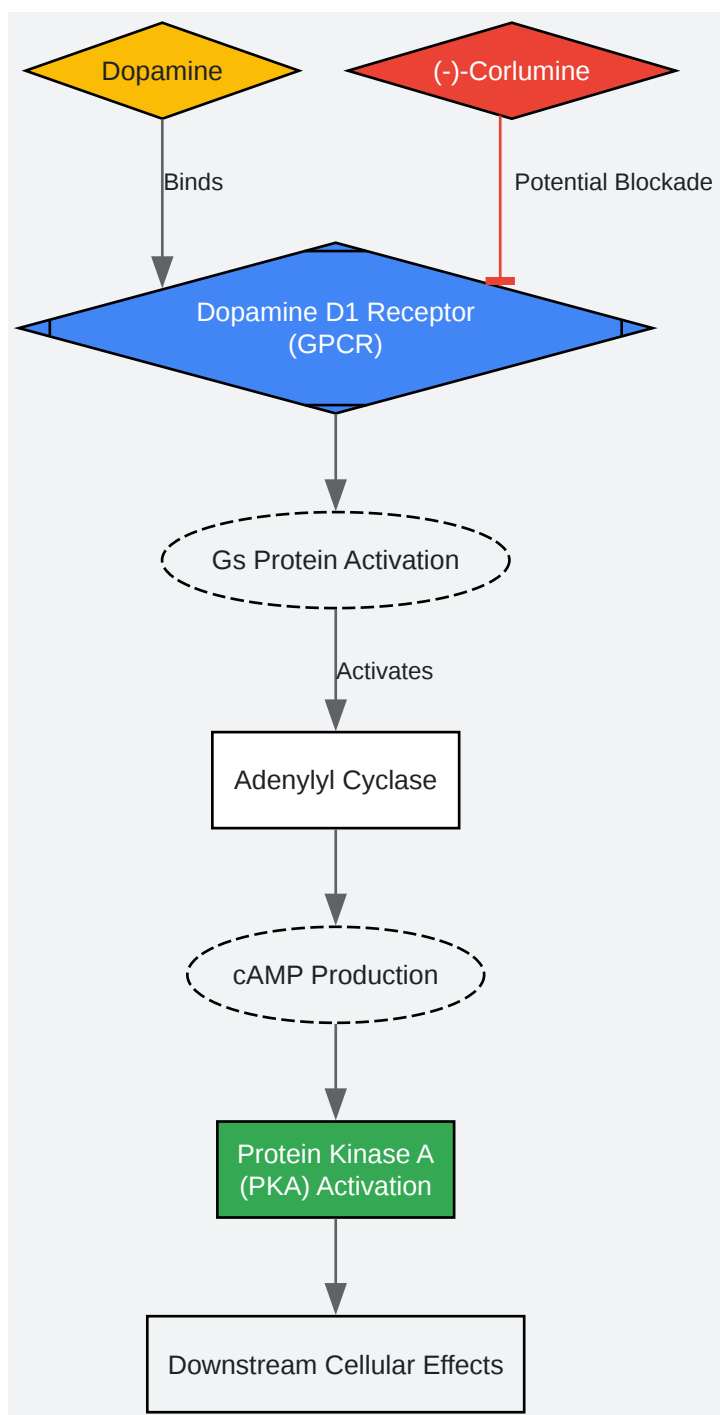 Dopamine
(-)-Corlumine
Binds
Potential Blockade
Dopamine D1 Receptor
(GPCR)
Gs Protein Activation
Activates
Adenylyl Cyclase
cAMP Production
Protein Kinase A
(PKA) Activation
Downstream Cellular Effects